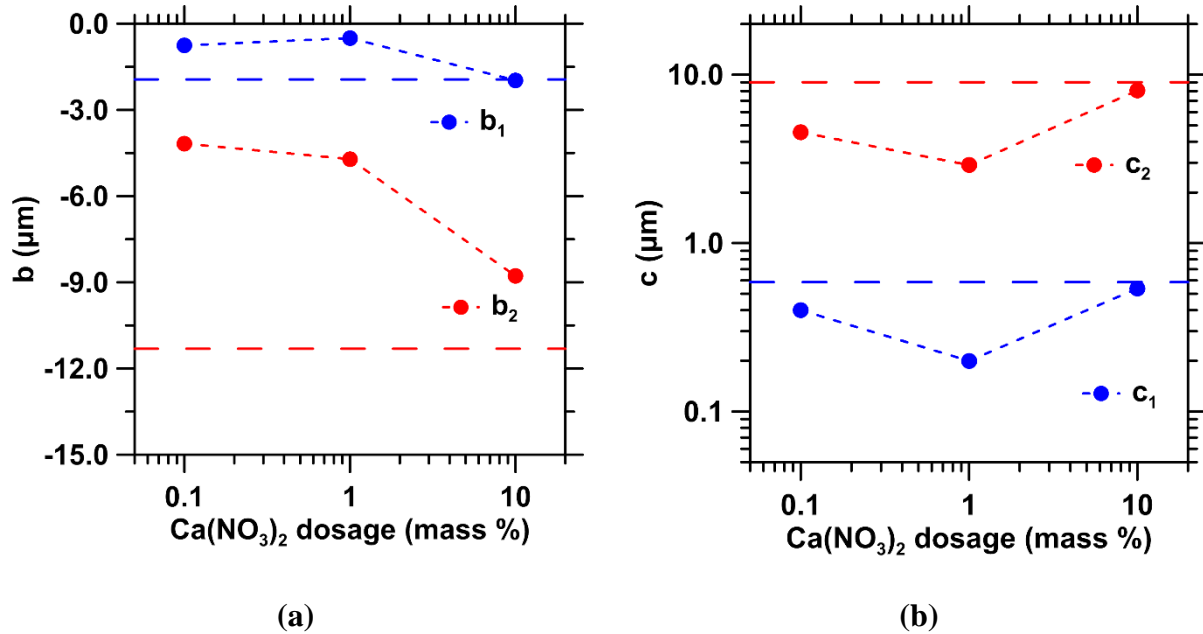 0.0
-3.0
-6.0
-9.0
-12.0
-15.0
b (µm)
b₁
b₂
0.1 1 10
Ca(NO₃)₂ dosage (mass %)
(a)
10.0
1.0
0.1
c (µm)
c₂
c₁
0.1 1 10
Ca(NO₃)₂ dosage (mass %)
(b)